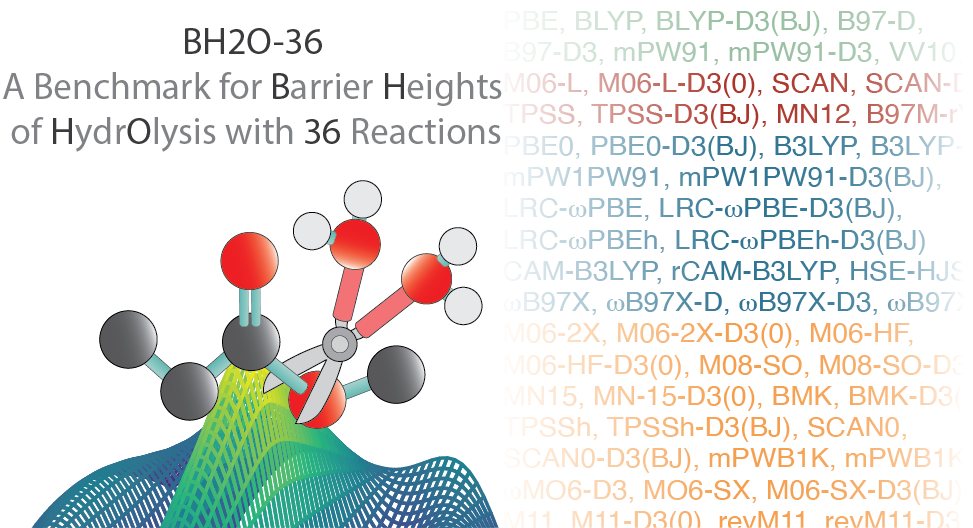 BH2O-36
A Benchmark for Barrier Heights
of HydrOlysis with 36 Reactions
PBE, BLYP, BLYP-D3(BJ), B97-D,
B97-D3, mPW91, mPW91-D3, VV10
M06-L, M06-L-D3(0), SCAN, SCAN-D
TPSS, TPSS-D3(BJ), MN12, B97M-r
PBE0, PBE0-D3(BJ), B3LYP, B3LYP-
mPW1PW91, mPW1PW91-D3(BJ),
LRC-ωPBE, LRC-ωPBE-D3(BJ),
LRC-ωPBEh, LRC-ωPBEh-D3(BJ)
CAM-B3LYP, rCAM-B3LYP, HSE-HJS
ωB97X, ωB97X-D, ωB97X-D3, ωB97X
M06-2X, M06-2X-D3(0), M06-HF,
M06-HF-D3(0), M08-SO, M08-SO-D3
MN15, MN-15-D3(0), BMK, BMK-D3(
TPSSh, TPSSh-D3(BJ), SCAN0,
SCAN0-D3(BJ), mPWB1K, mPWB1K
ωMO6-D3, MO6-SX, M06-SX-D3(BJ)
M11, M11-D3(0), revM11, revM11-D3